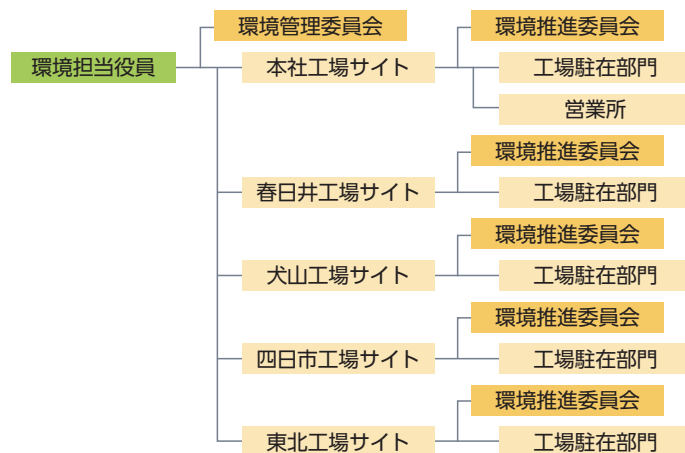 環境管理委員会
環境推進委員会
環境担当役員
本社工場サイト
工場駐在部門
営業所
環境推進委員会
春日井工場サイト
工場駐在部門
環境推進委員会
犬山工場サイト
工場駐在部門
環境推進委員会
四日市工場サイト
工場駐在部門
環境推進委員会
東北工場サイト
工場駐在部門